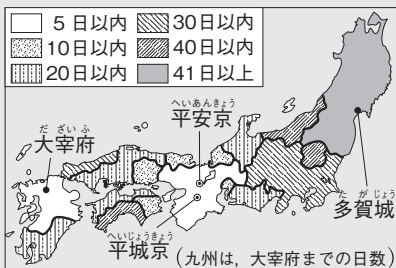 5日以内
30日以内
10日以内
40日以内
20日以内
41日以上
へいあんきょう
平安京
だざいふ
大宰府
たがじょう
多賀城
へいじょうきょう
平城京
(九州は，大宰府までの日数)